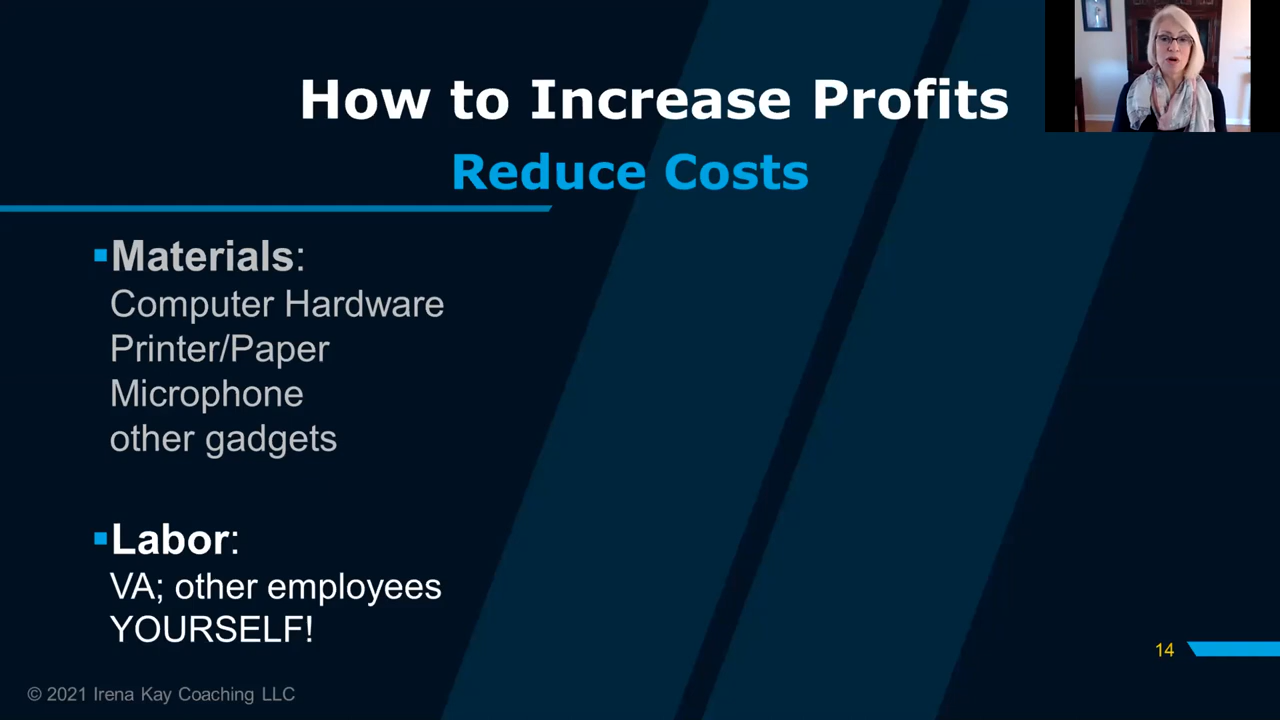 How to Increase Profits
Reduce Costs
▪Materials:
Computer Hardware
Printer/Paper
Microphone
other gadgets
▪Labor:
VA; other employees
YOURSELF!
14
© 2021 Irena Kay Coaching LLC